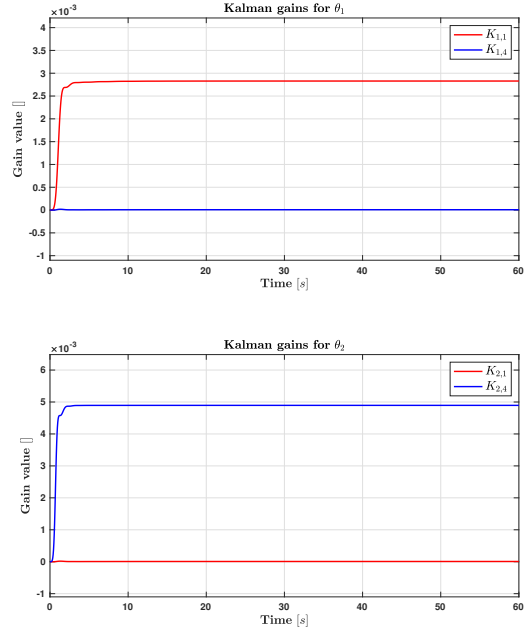 Kalman gains for θ₁
×10⁻³
4
3.5
3
2.5
2
1.5
1
0.5
0
-0.5
-1
Gain value []
K₁,₁
K₁,₄
0 10 20 30 40 50 60
Time [s]
Kalman gains for θ₂
×10⁻³
6
5
4
3
2
1
0
-1
Gain value []
K₂,₁
K₂,₄
0 10 20 30 40 50 60
Time [s]